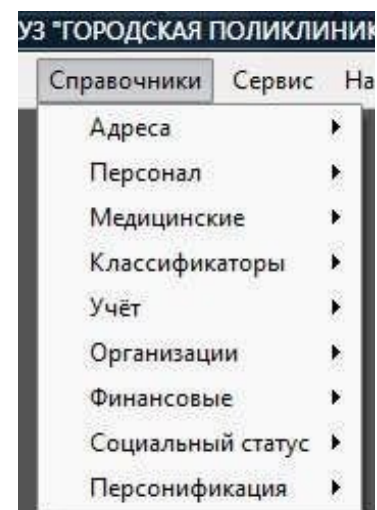 УЗ "ГОРОДСКАЯ ПОЛИКЛИНИК
Справочники Сервис На
Адреса
Персонал
Медицинские
Классификаторы
Учёт
Организации
Финансовые
Социальный статус
Персонификация